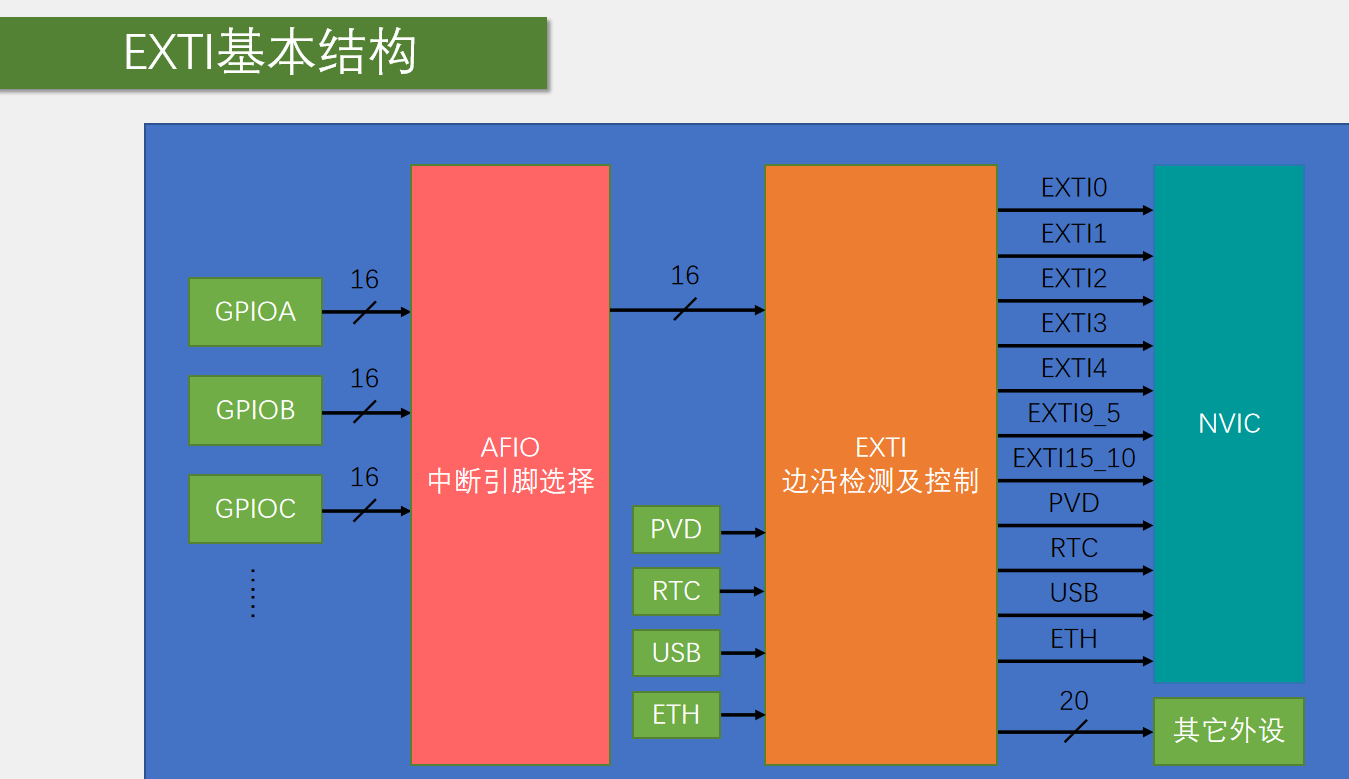 EXTI基本结构
GPIOA
16
GPIOB
16
GPIOC
16
AFIO
中断引脚选择
16
PVD
RTC
USB
ETH
EXTI
边沿检测及控制
EXTI0
EXTI1
EXTI2
EXTI3
EXTI4
EXTI9_5
EXTI15_10
PVD
RTC
USB
ETH
20
NVIC
其它外设